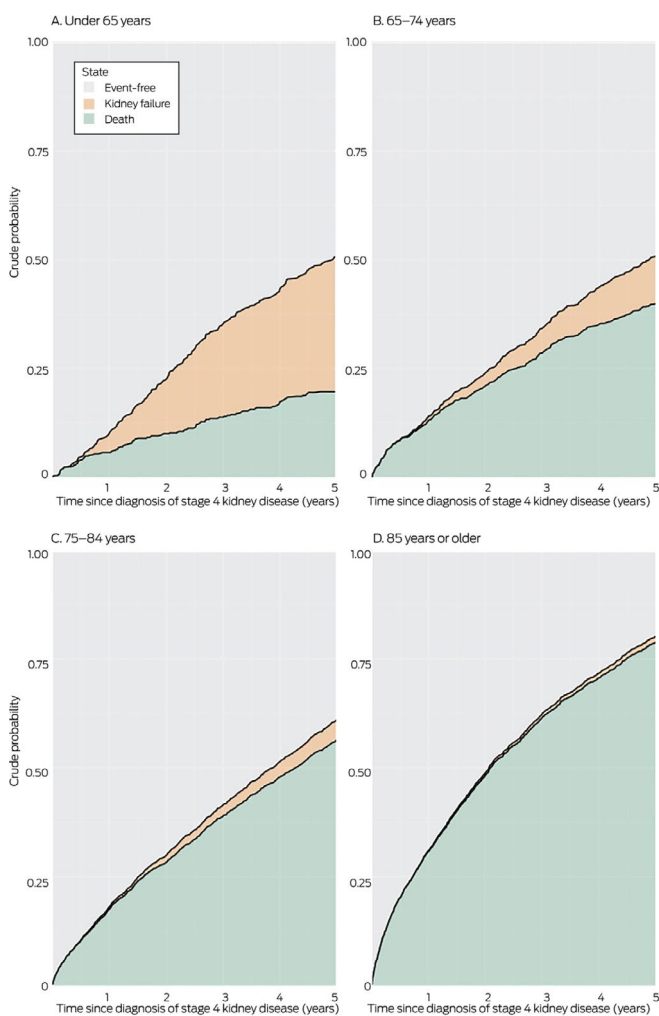 A. Under 65 years
B. 65–74 years
1.00
1.00
State
Event-free
Kidney failure
Death
0.75
0.75
Crude probability
0.50
0.50
0.25
0.25
0
0
1 2 3 4 5
1 2 3 4 5
Time since diagnosis of stage 4 kidney disease (years)
Time since diagnosis of stage 4 kidney disease (years)
C. 75–84 years
D. 85 years or older
1.00
1.00
0.75
0.75
Crude probability
0.50
0.50
0.25
0.25
0
0
1 2 3 4 5
1 2 3 4 5
Time since diagnosis of stage 4 kidney disease (years)
Time since diagnosis of stage 4 kidney disease (years)